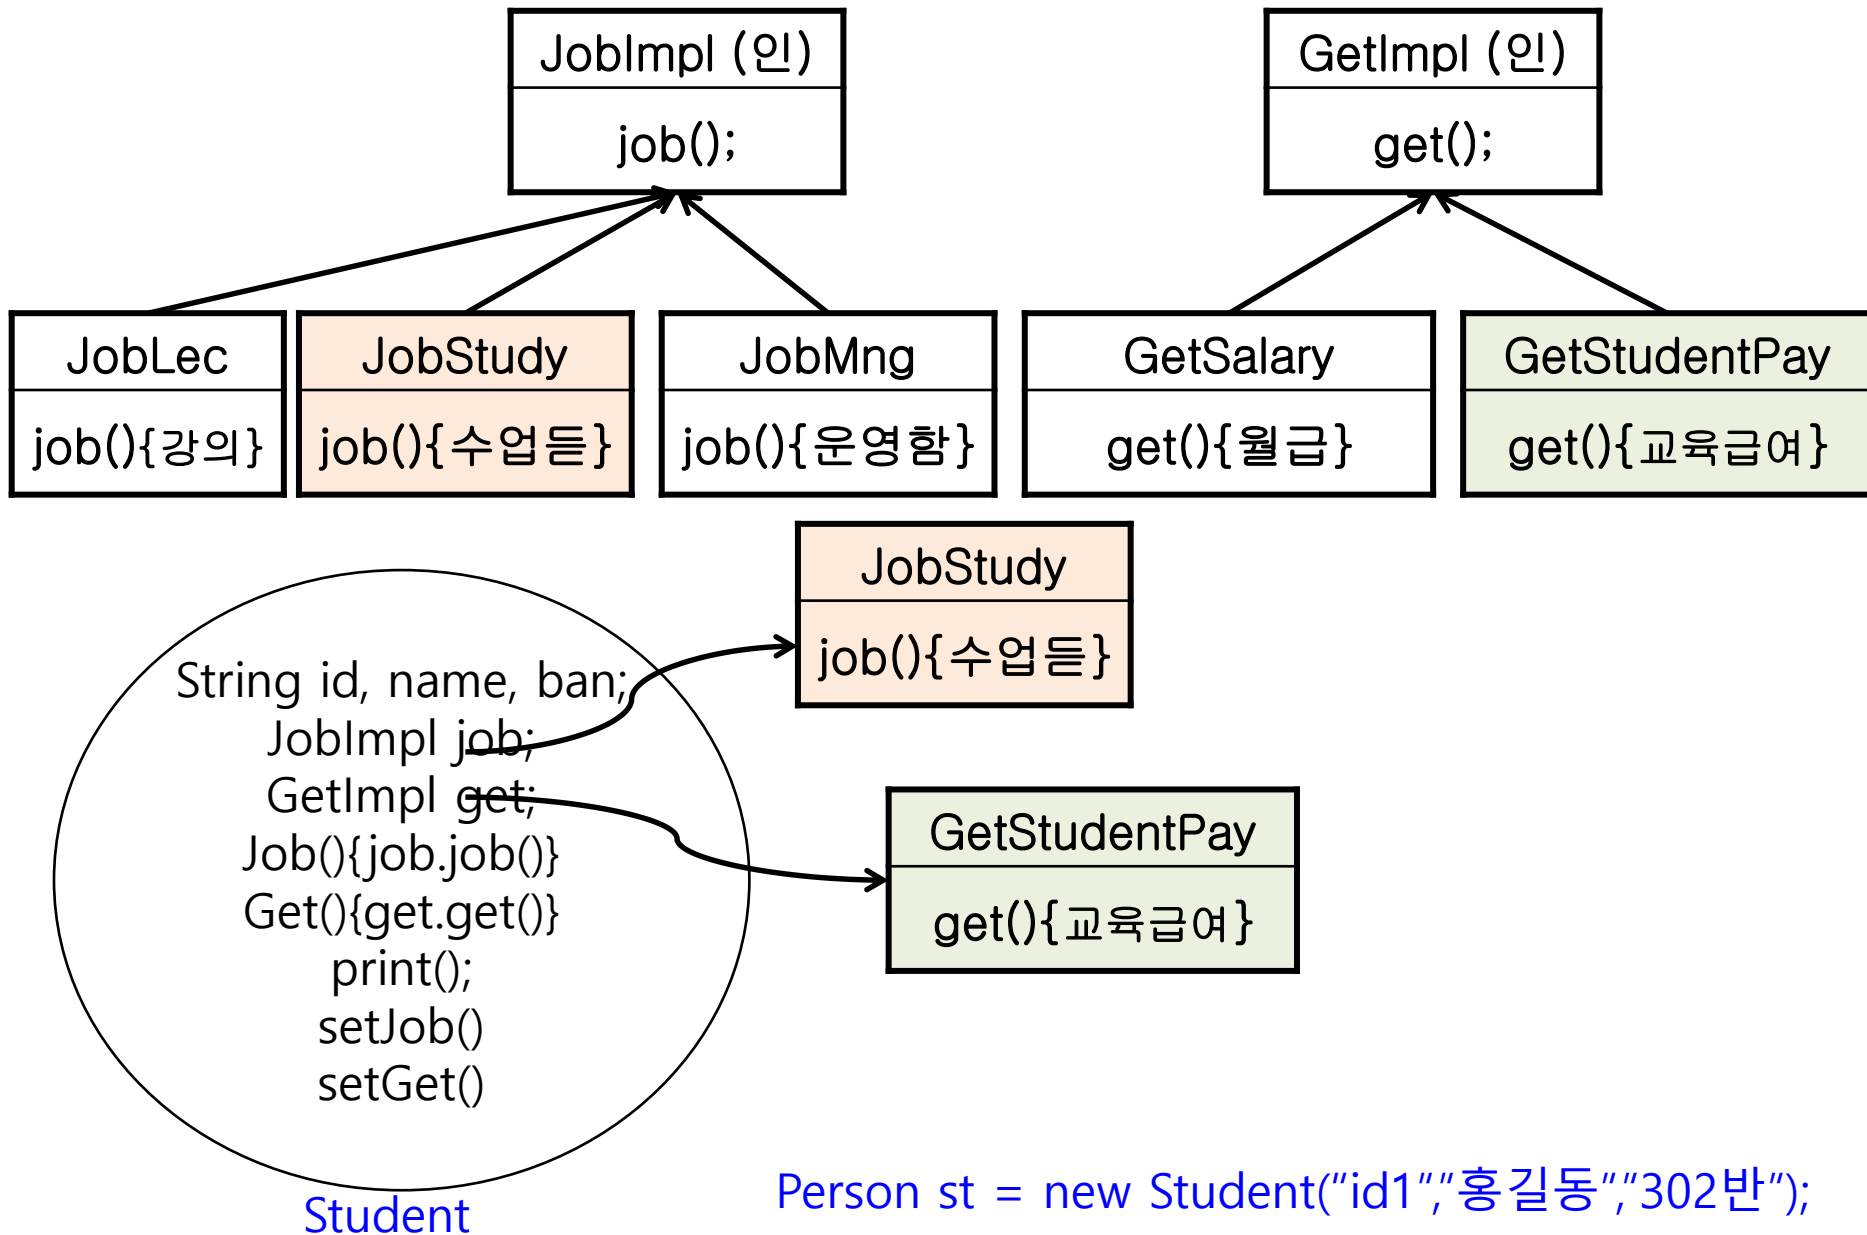 JobImpl (인)
job();
GetImpl (인)
get();
JobLec
job(){강의}
JobStudy
job(){수업듣}
JobMng
job(){운영함}
GetSalary
get(){월급}
GetStudentPay
get(){교육급여}
JobStudy
job(){수업듣}
String id, name, ban;
JobImpl job;
GetImpl get;
Job(){job.job()}
Get(){get.get()}
print();
setJob()
setGet()
GetStudentPay
get(){교육급여}
Student
Person st = new Student("id1","홍길동","302반");